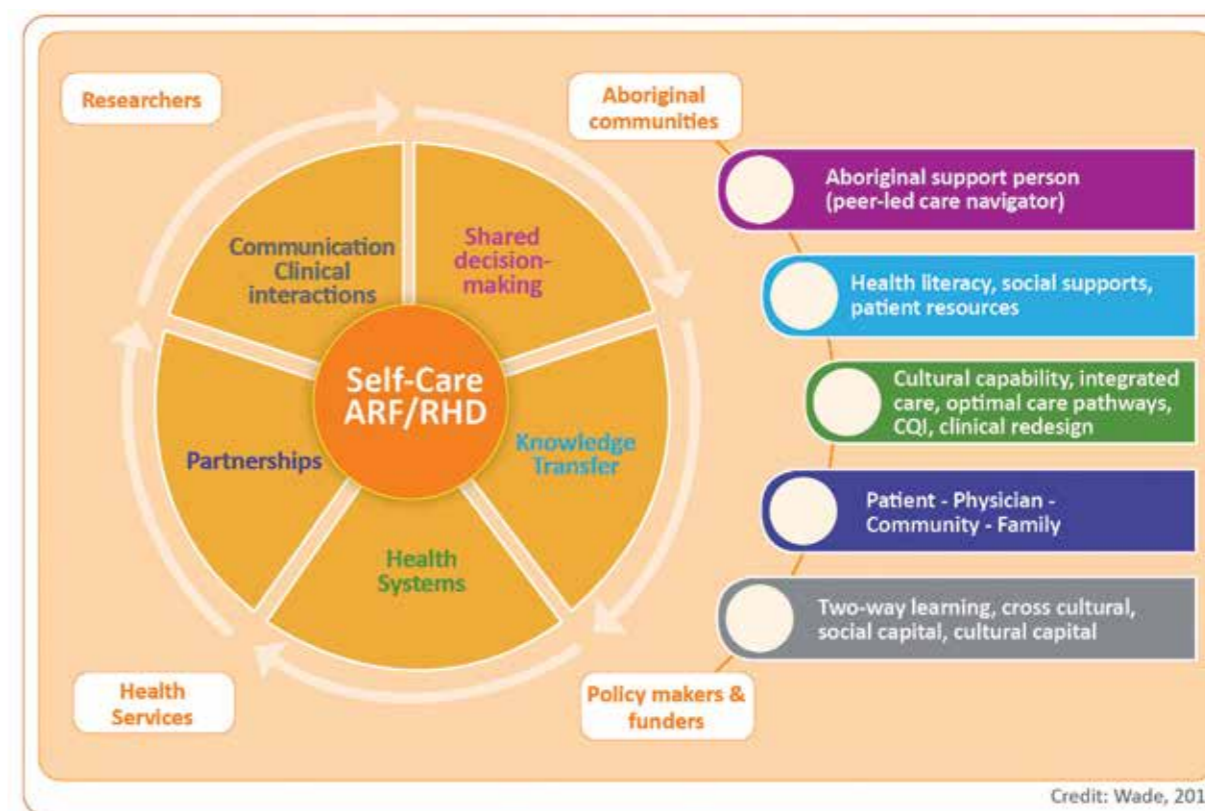 Researchers
Aboriginal
communities
Communication
Clinical
interactions
Shared
decision-
making
Self-Care
ARF/RHD
Partnerships
Knowledge
Transfer
Health
Systems
Health
Services
Policy makers &
funders
Aboriginal support person
(peer-led care navigator)
Health literacy, social supports,
patient resources
Cultural capability, integrated
care, optimal care pathways,
CQI, clinical redesign
Patient - Physician -
Community - Family
Two-way learning, cross cultural,
social capital, cultural capital
Credit: Wade, 201